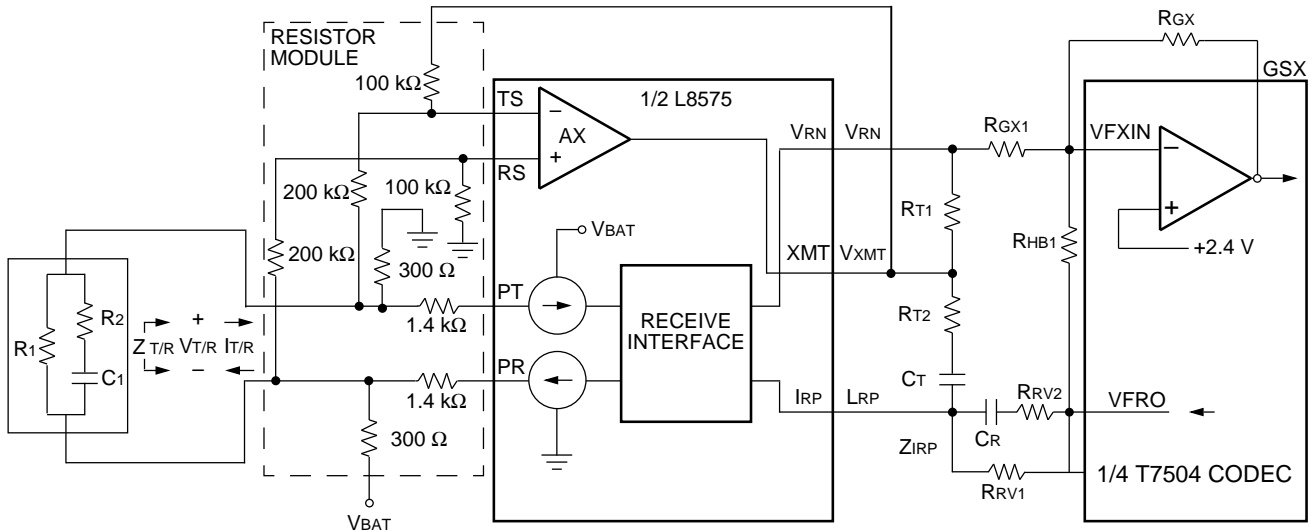 RGX
RESISTOR
MODULE
GSX
100 kΩ
TS
1/2 L8575
AX
−
+
VRN
VRN
RGX1
VFXIN
−
RS
200 kΩ
100 kΩ
RT1
+
200 kΩ
VBAT
RHB1
+2.4 V
XMT
VXMT
300 Ω
PT
R2
+
RT2
R1
Z T/R
VT/R
IT/R
1.4 kΩ
RECEIVE
INTERFACE
C1
−
PR
CT
RRV2
1.4 kΩ
IRP
LRP
VFRO
CR
300 Ω
ZIRP
1/4 T7504 CODEC
RRV1
VBAT